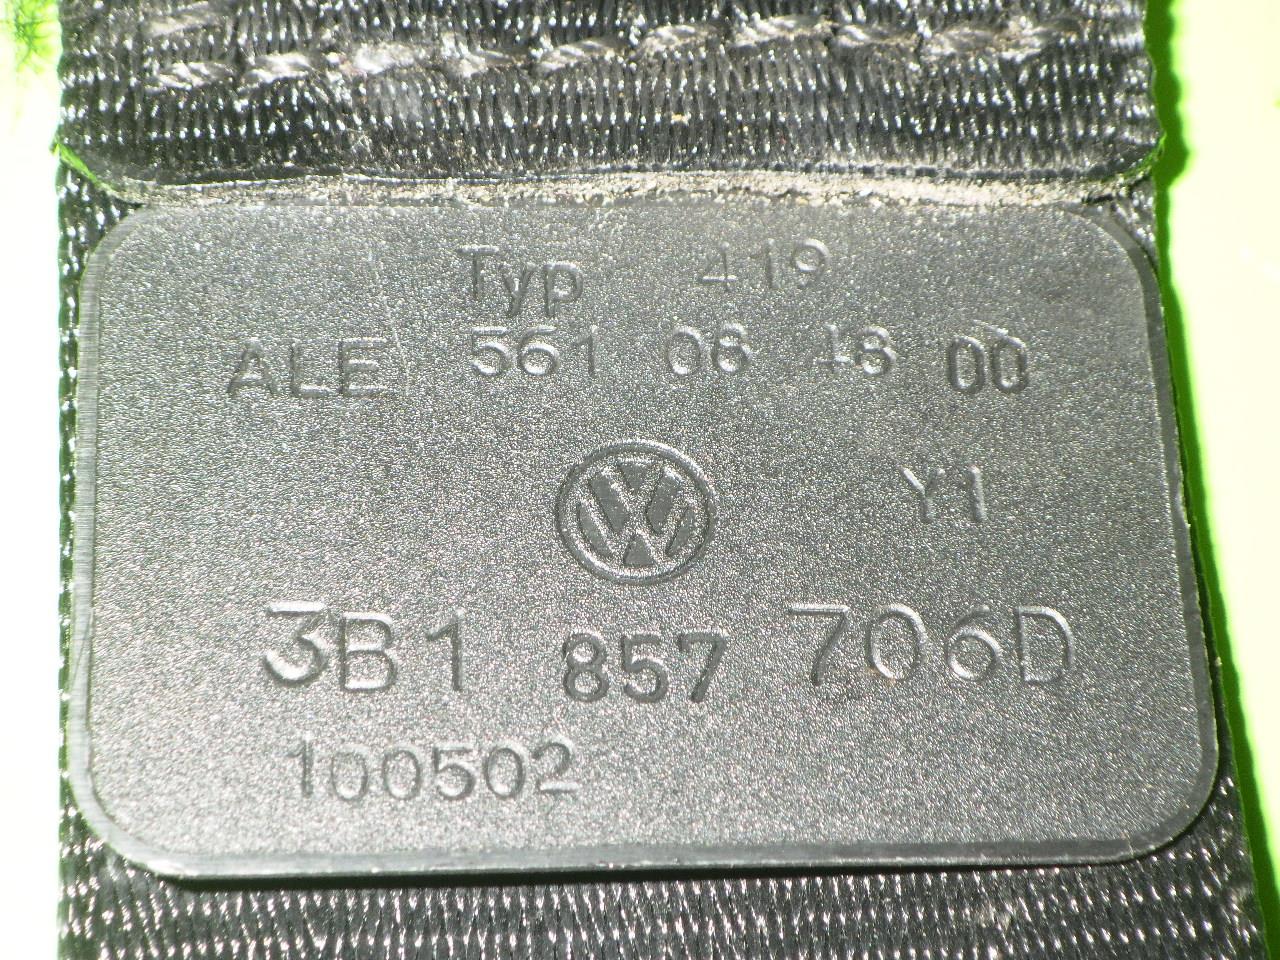 Typ 419
ALE 561 06 18 00
Y1
3B1 857 706D
100502